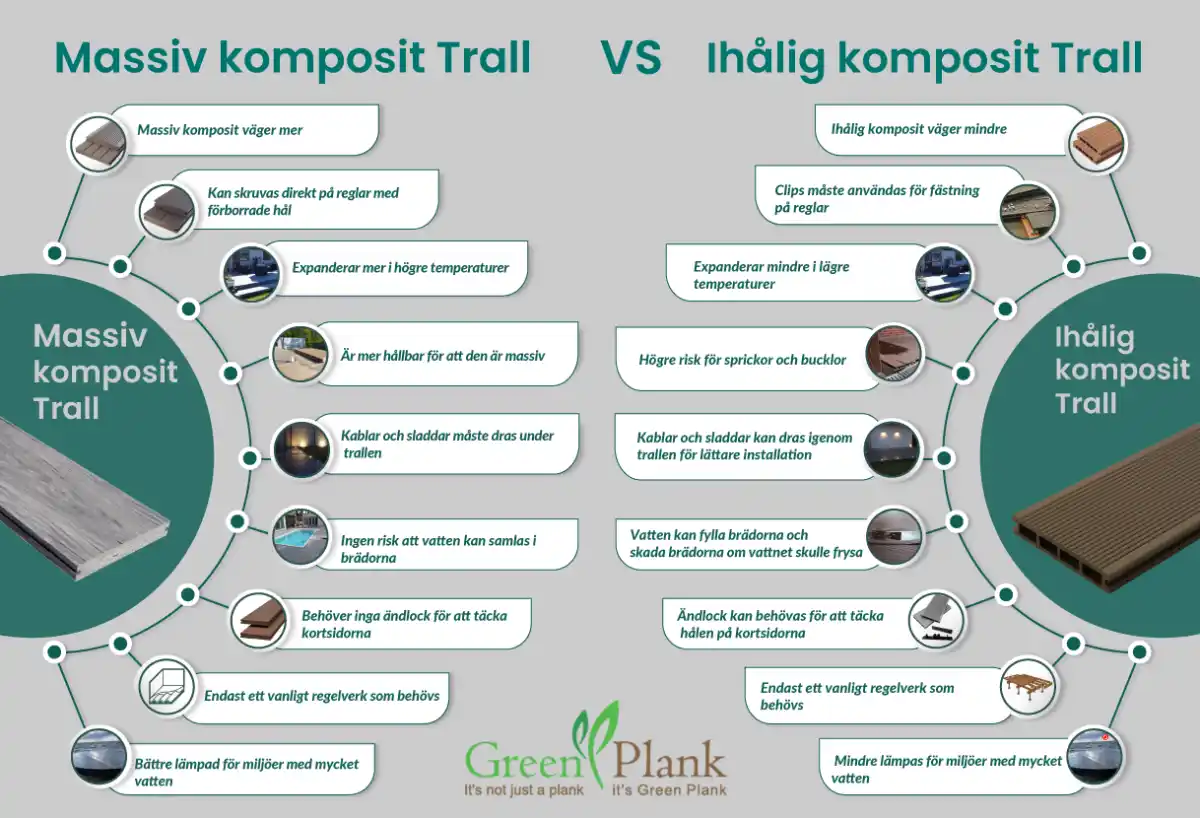 Massiv komposit Trall
VS
Ihålig komposit Trall
Massiv komposit väger mer
Kan skruvas direkt på reglar med
förborrade hål
Expanderar mer i högre temperaturer
Är mer hållbar för att den är massiv
Kablar och sladdar måste dras under
trallen
Ingen risk att vatten kan samlas i
brädorna
Behöver inga ändlock för att täcka
kortsidorna
Endast ett vanligt regelverk som behövs
Bättre lämpad för miljöer med mycket
vatten
Massiv
komposit
Trall
Ihålig komposit väger mindre
Clips måste användas för fästning
på reglar
Expanderar mindre i lägre
temperaturer
Högre risk för sprickor och bucklor
Kablar och sladdar kan dras igenom
trallen för lättare installation
Vatten kan fylla brädorna och
skada brädorna om vattnet skulle frysa
Ändlock kan behövas för att täcka
hålen på kortsidorna
Endast ett vanligt regelverk som
behövs
Mindre lämpas för miljöer med mycket
vatten
Ihålig
komposit
Trall
Green Plank
It's not just a plank it's Green Plank